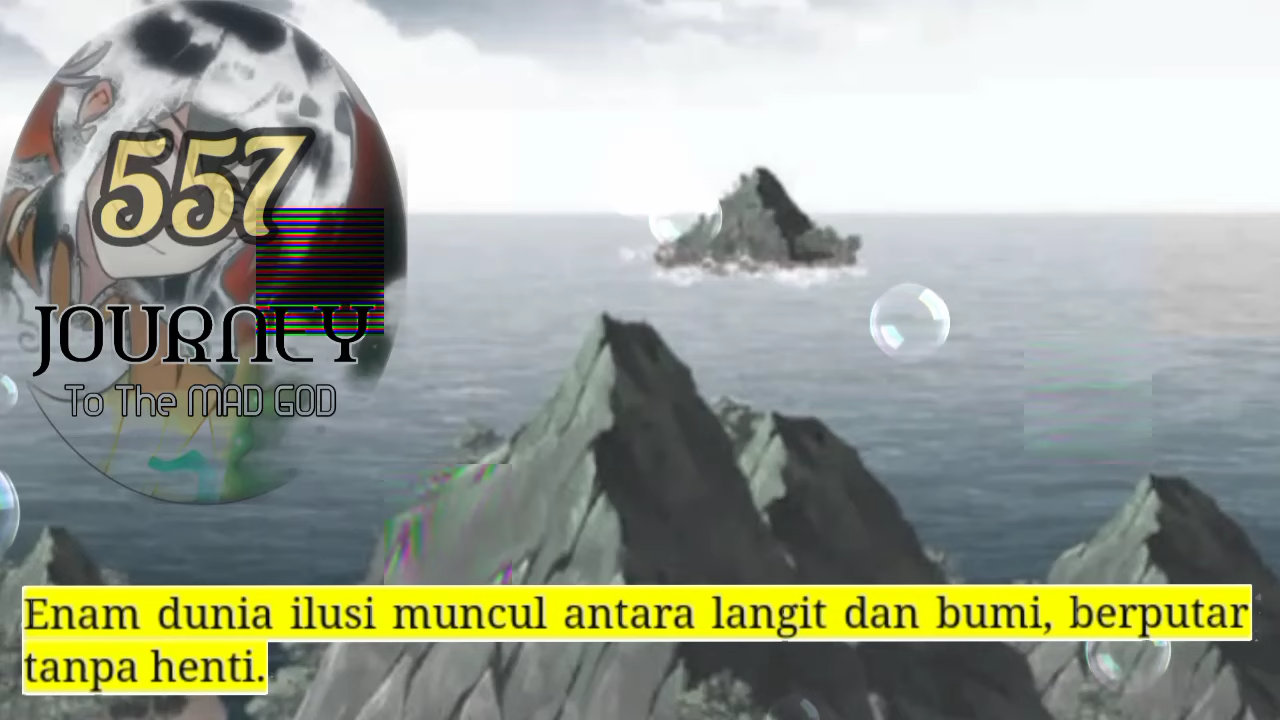 557
JOURNEY
To The MAD GOD
Enam dunia ilusi muncul antara langit dan bumi, berputar
tanpa henti.